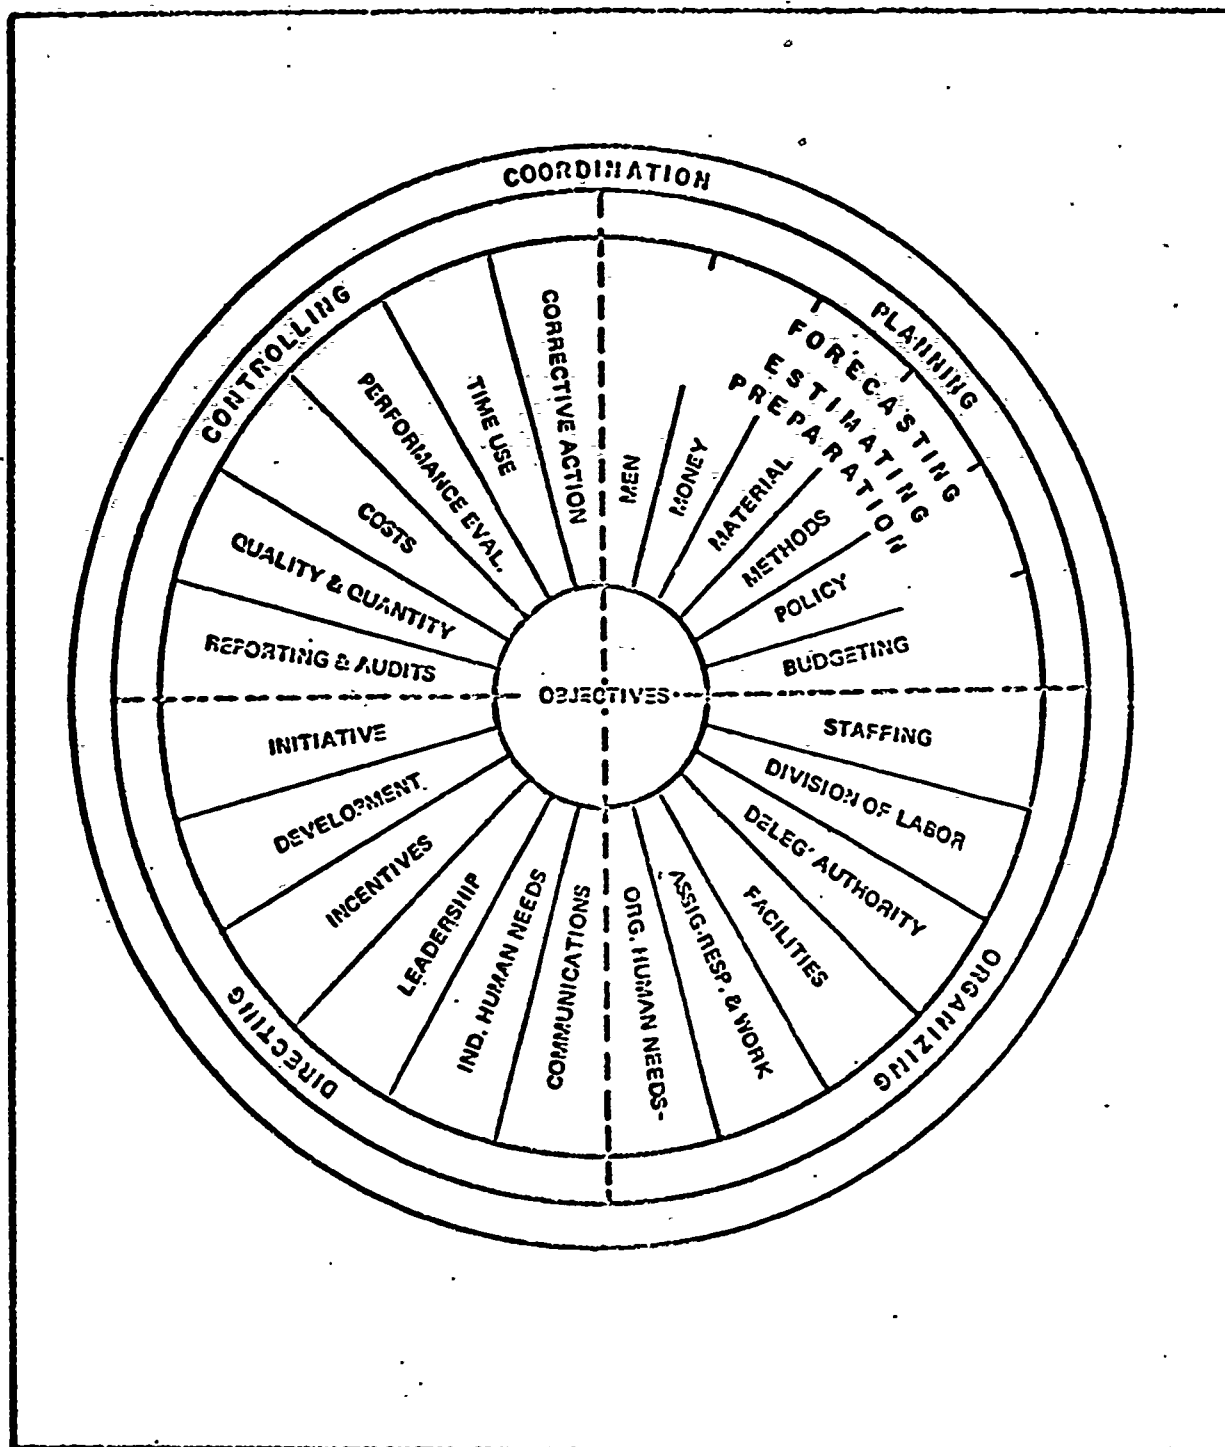 COORDINATION
PLANNING
FORECASTING
ESTIMATING
PREPARATION
MEN
MONEY
MATERIAL
METHODS
POLICY
BUDGETING
ORGANIZING
STAFFING
DIVISION OF LABOR
DELEG' AUTHORITY
FACILITIES
ASSIG. RESP. & WORK
ORG. HUMAN NEEDS-
DIRECTING
COMMUNICATIONS
IND. HUMAN NEEDS
LEADERSHIP
INCENTIVES
DEVELOPMENT
INITIATIVE
CONTROLLING
REPORTING & AUDITS
QUALITY & QUANTITY
COSTS
PERFORMANCE EVAL.
TIME USE
CORRECTIVE ACTION
OBJECTIVES